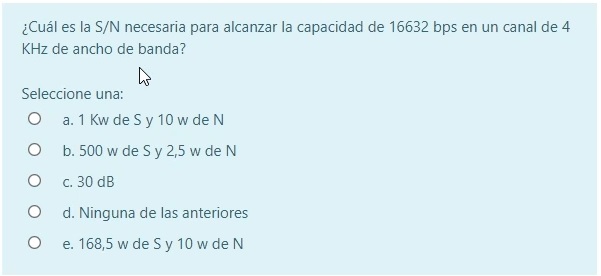 ¿Cuál es la S/N necesaria para alcanzar la capacidad de 16632 bps en un canal de 4
KHz de ancho de banda?
Seleccione una:
a. 1 Kw de S y 10 w de N
b. 500 w de S y 2,5 w de N
c. 30 dB
d. Ninguna de las anteriores
e. 168,5 w de S y 10 w de N